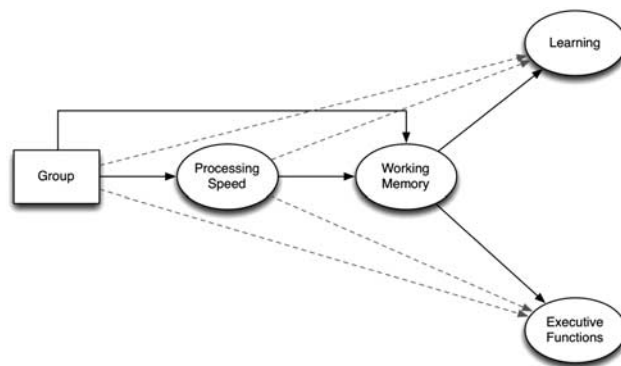 Learning
Group
Processing
Speed
Working
Memory
Executive
Functions